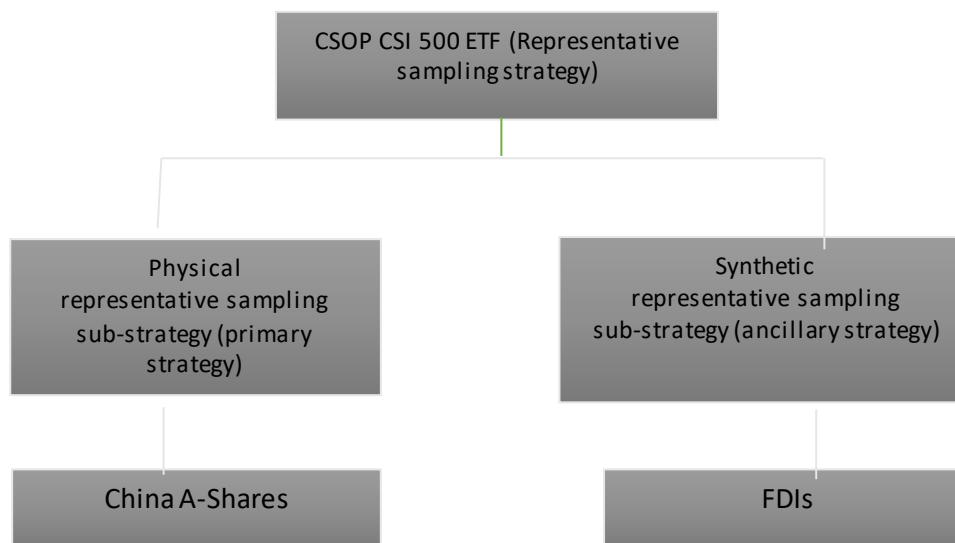 CSOP CSI 500 ETF (Representative
sampling strategy)
Physical
representative sampling
sub-strategy (primary
strategy)
Synthetic
representative sampling
sub-strategy (ancillary strategy)
China A-Shares
FDIs